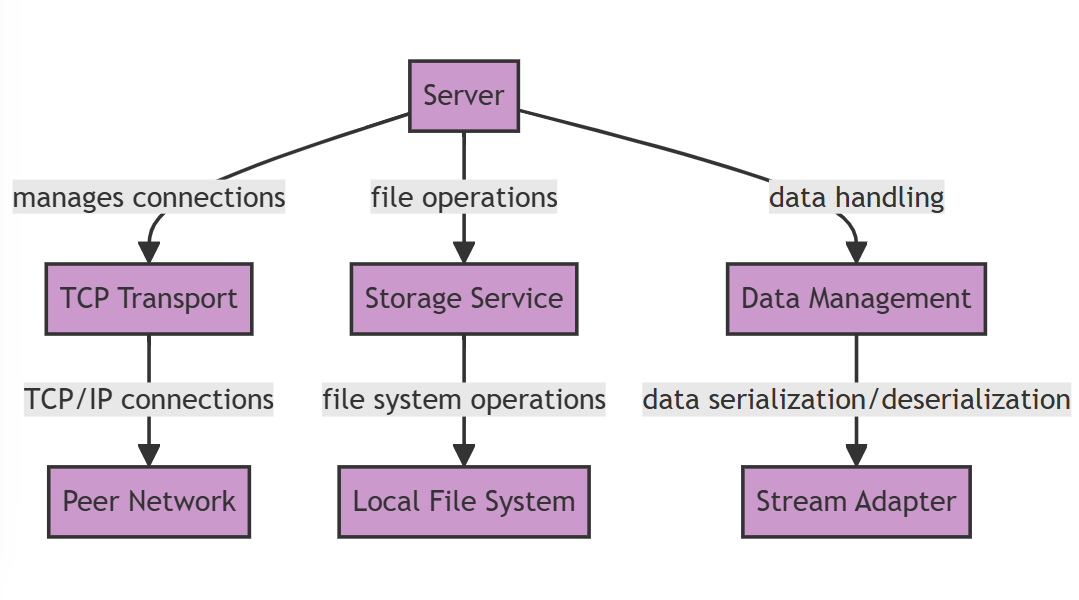 Server
manages connections
file operations
data handling
TCP Transport
Storage Service
Data Management
TCP/IP connections
file system operations
data serialization/deserialization
Peer Network
Local File System
Stream Adapter